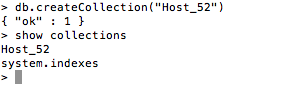 > db.createCollection("Host_52")
{ "ok" : 1 }
> show collections
Host_52
system.indexes
>